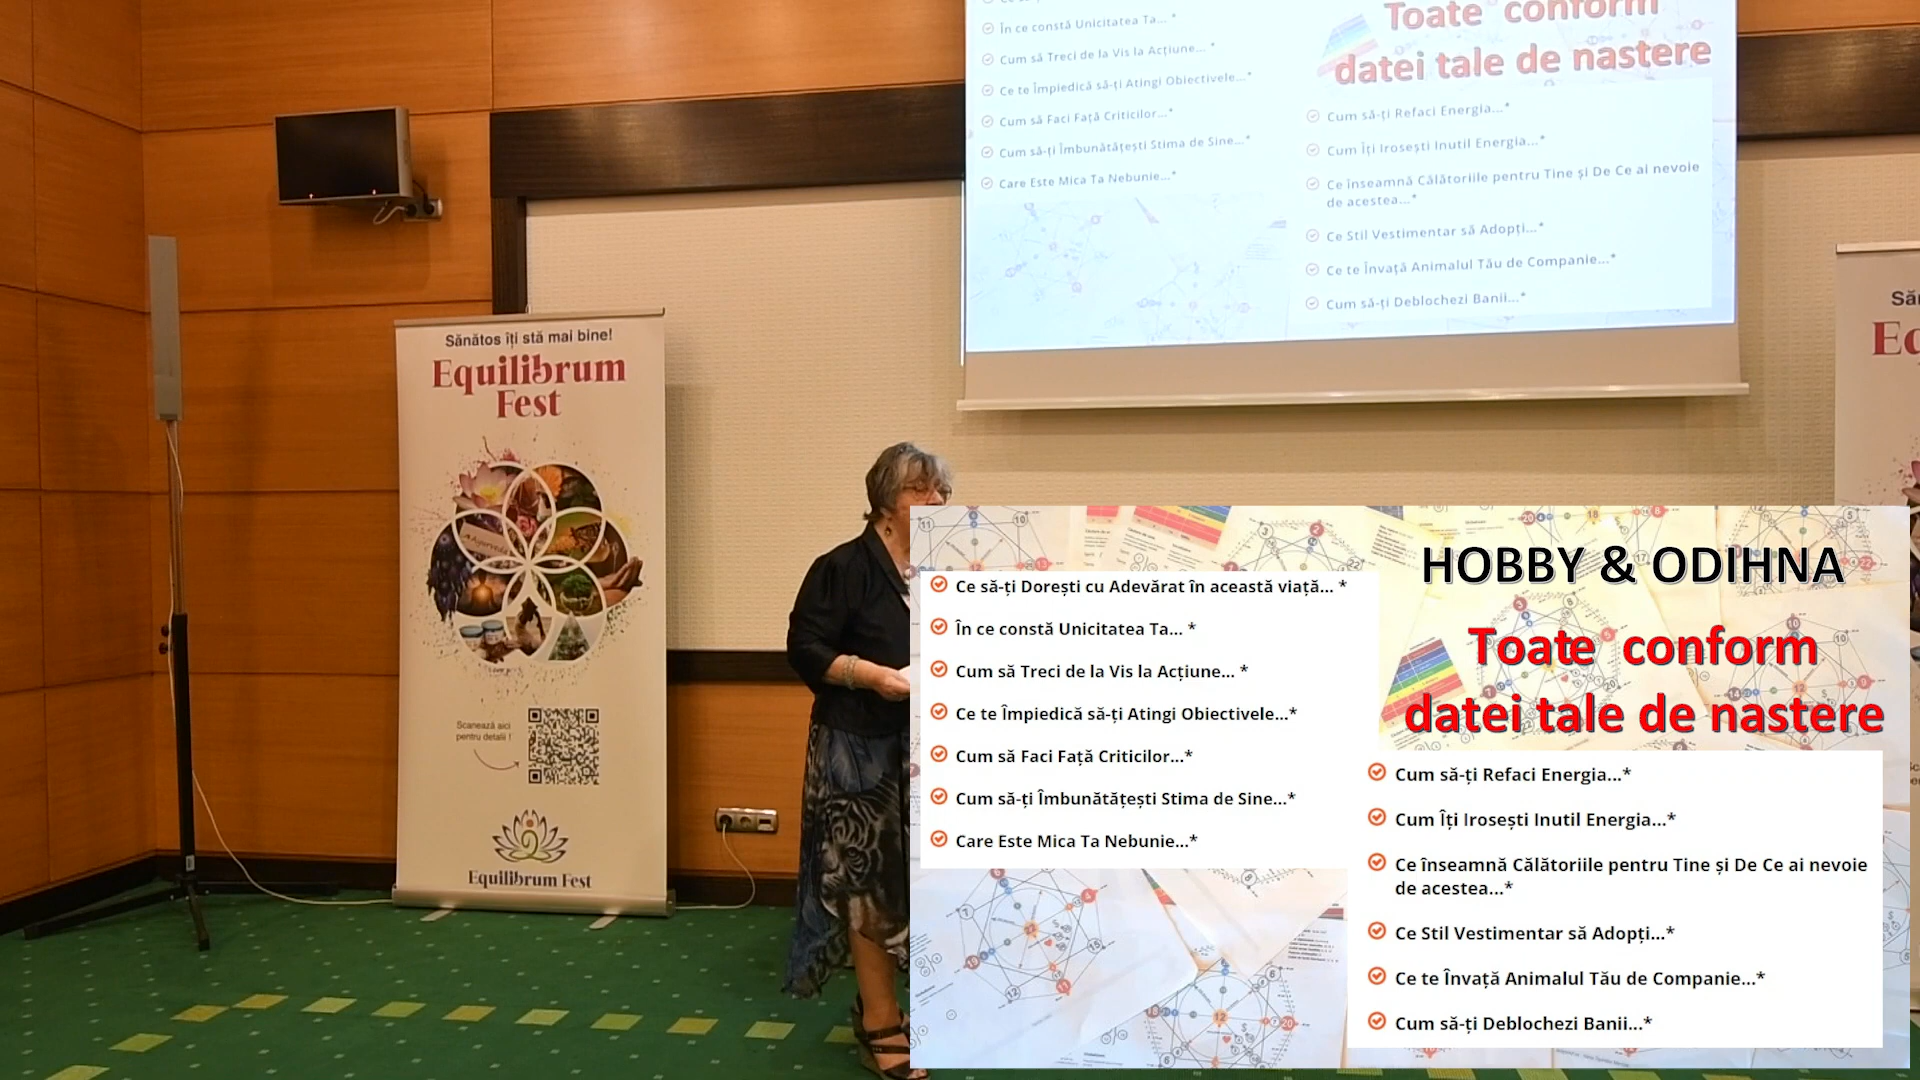 În ce constă Unicitatea Ta... *
Cum să Treci de la Vis la Acțiune... *
Ce te Împiedică să-ți Atingi Obiectivele...*
Cum să Faci Față Criticilor...*
Cum să-ți Îmbunătățești Stima de Sine...*
Care Este Mica Ta Nebunie...*
Toate conform
datei tale de nastere
Cum să-ți Refaci Energia...*
Cum Îți Irosești Inutil Energia...*
Ce înseamnă Călătoriile pentru Tine și De Ce ai nevoie
de acestea...*
Ce Stil Vestimentar să Adopți...*
Ce te Învață Animalul Tău de Companie...*
Cum să-ți Deblochezi Banii...*
Sănătos îți stă mai bine!
Equilibrum
Fest
Ayurveda
Scanează aici
pentru detalii !
Equilibrum Fest
HOBBY & ODIHNA
Toate conform
datei tale de nastere
Ce să-ți Dorești cu Adevărat în această viață... *
În ce constă Unicitatea Ta... *
Cum să Treci de la Vis la Acțiune... *
Ce te Împiedică să-ți Atingi Obiectivele...*
Cum să Faci Față Criticilor...*
Cum să-ți Îmbunătățești Stima de Sine...*
Care Este Mica Ta Nebunie...*
Cum să-ți Refaci Energia...*
Cum Îți Irosești Inutil Energia...*
Ce înseamnă Călătoriile pentru Tine și De Ce ai nevoie
de acestea...*
Ce Stil Vestimentar să Adopți...*
Ce te Învață Animalul Tău de Companie...*
Cum să-ți Deblochezi Banii...*